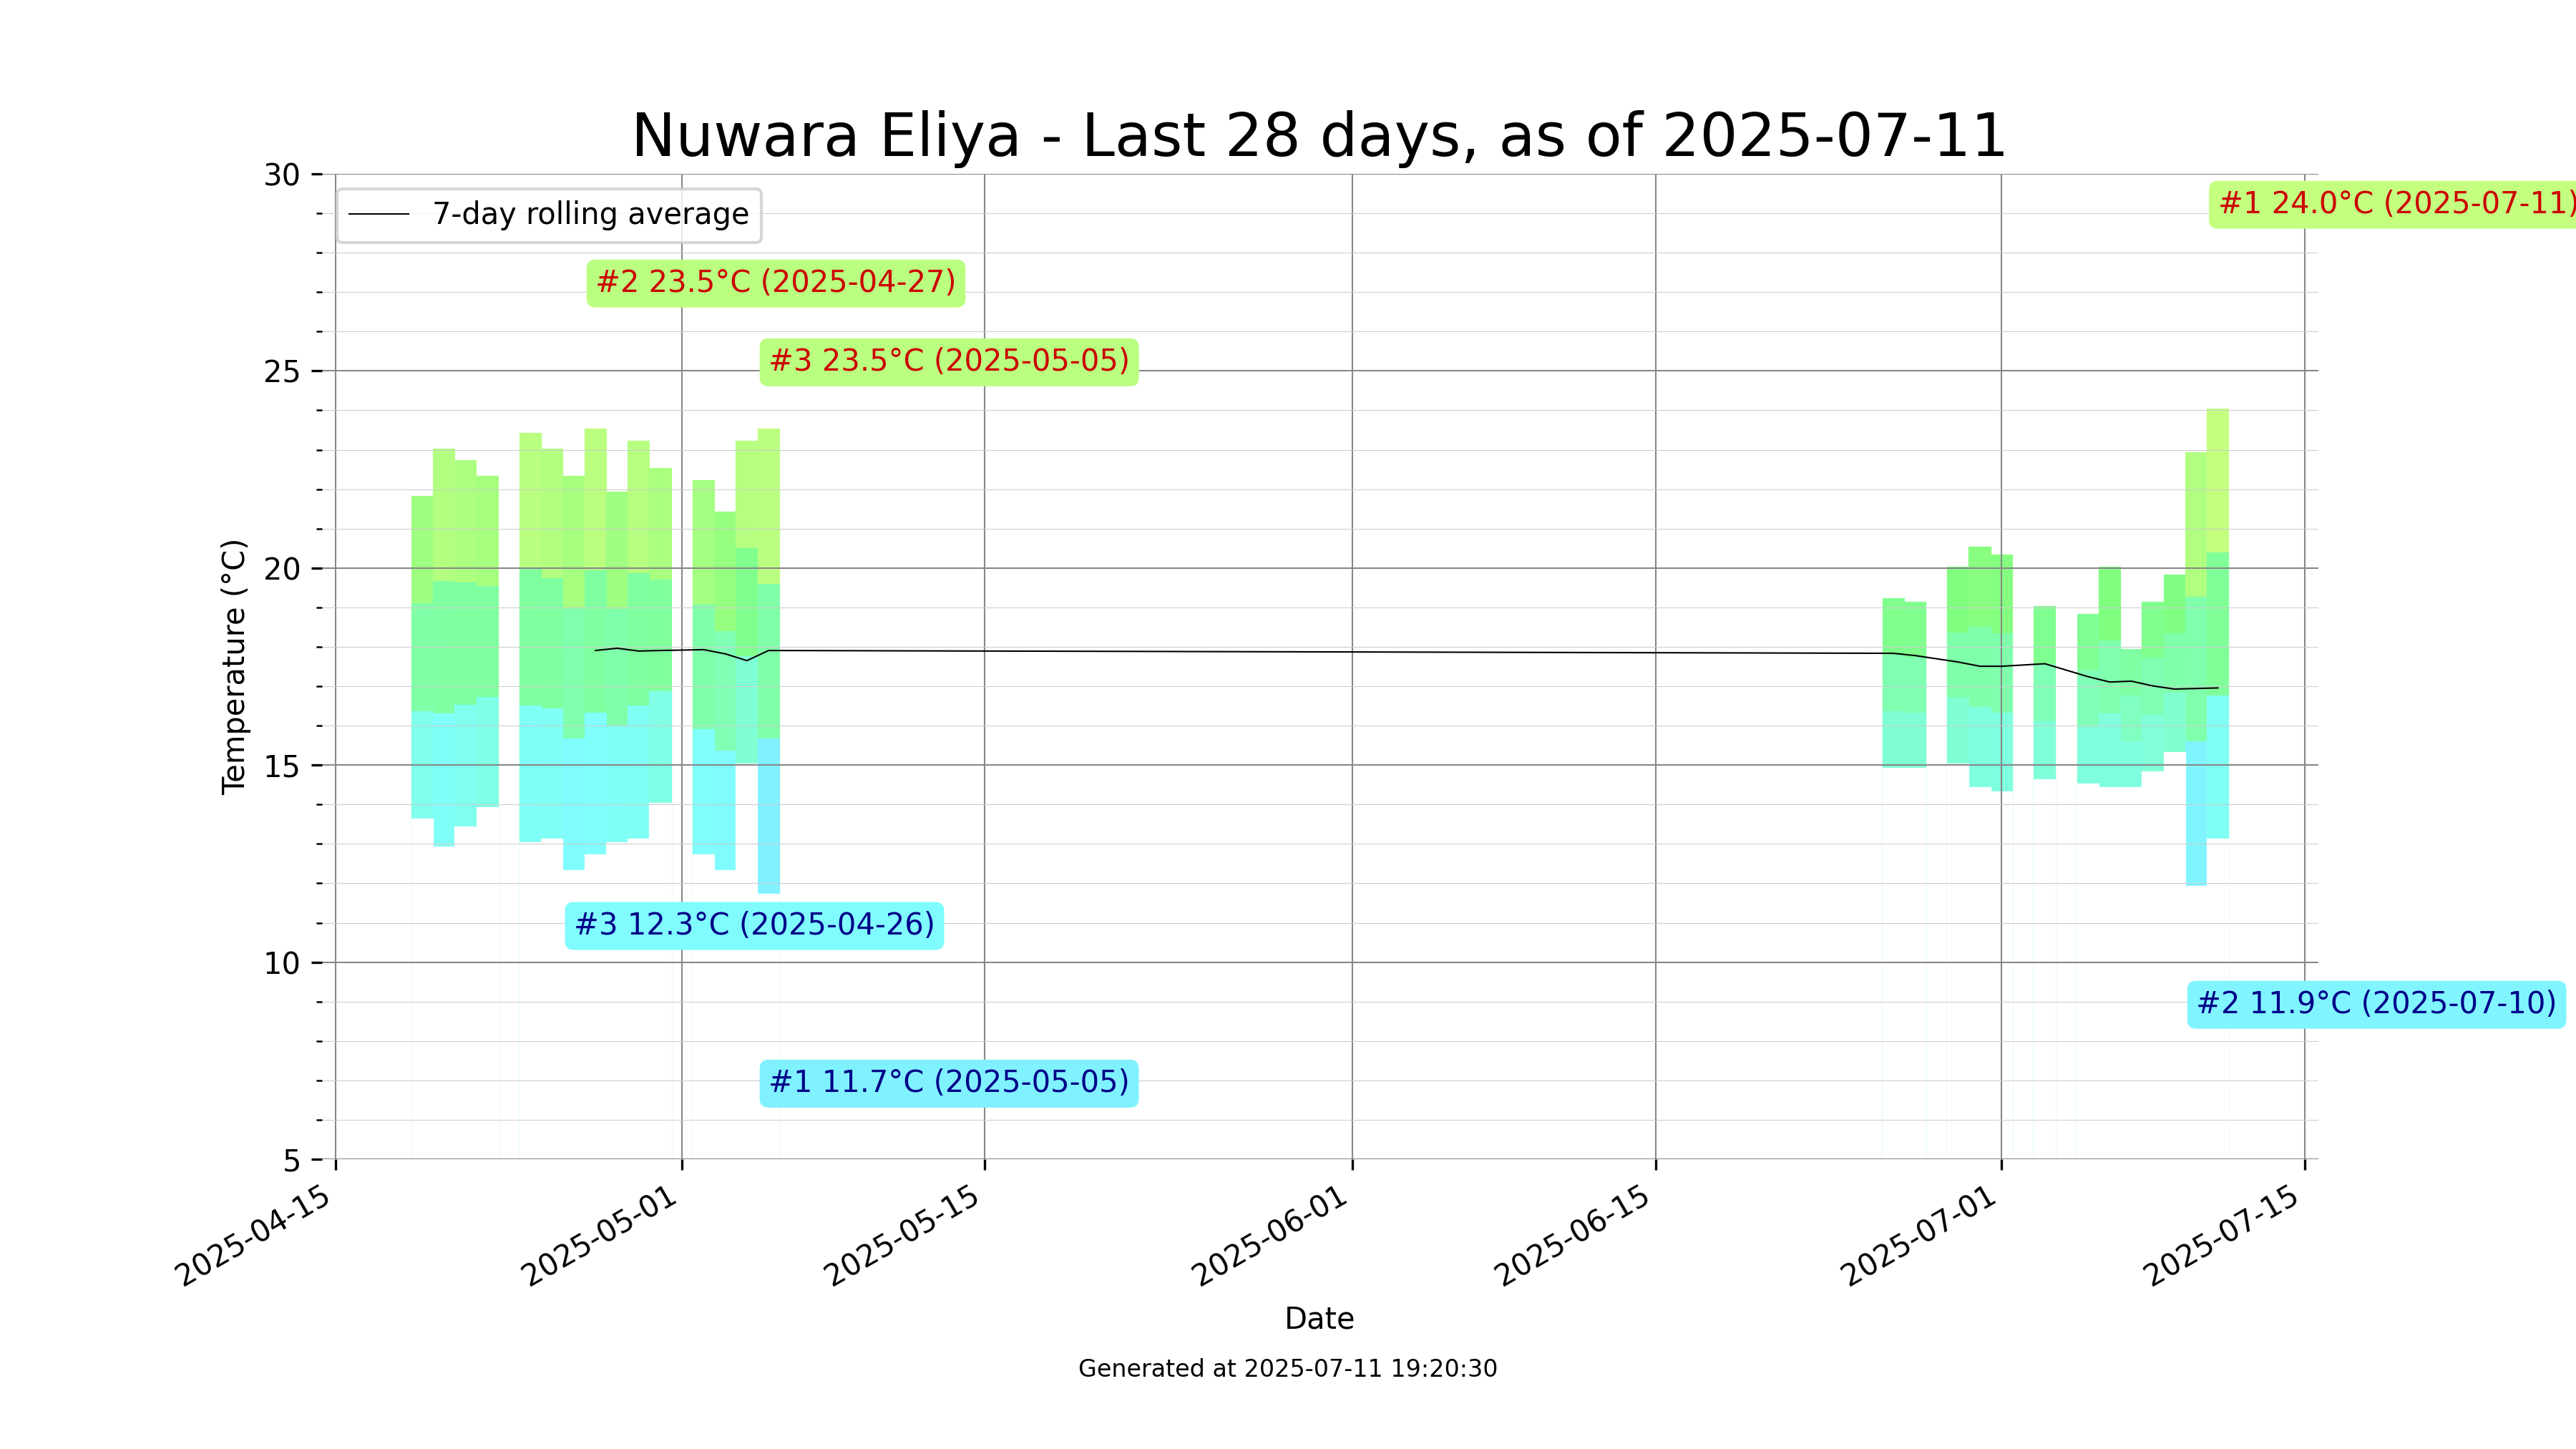 Nuwara Eliya - Last 28 days, as of 2025-07-11
30
7-day rolling average
#1 24.0°C (2025-07-11)
#2 23.5°C (2025-04-27)
#3 23.5°C (2025-05-05)
25
20
Temperature (°C)
15
#3 12.3°C (2025-04-26)
10
#2 11.9°C (2025-07-10)
#1 11.7°C (2025-05-05)
5
2025-04-15
2025-05-01
2025-05-15
2025-06-01
2025-06-15
2025-07-01
2025-07-15
Date
Generated at 2025-07-11 19:20:30